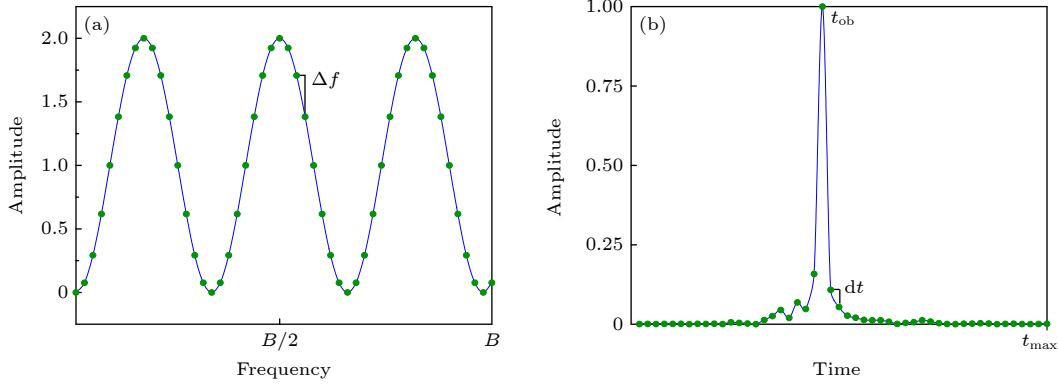 (a)
2.0
1.5
1.0
0.5
0
Amplitude
Δf
B/2
B
Frequency
(b)
1.00
0.75
0.50
0.25
0
Amplitude
t_ob
dt
t_max
Time